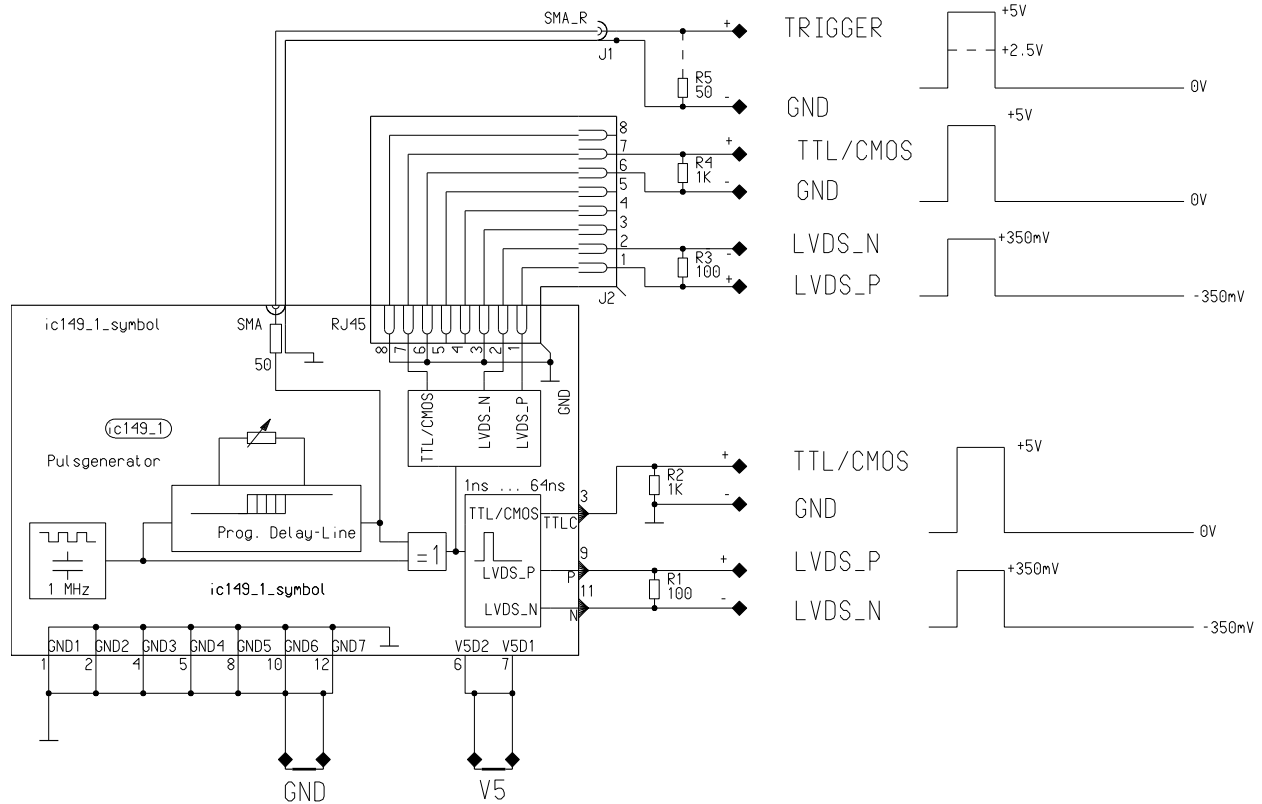 SMA_R
J1
+
TRIGGER
+5V
+2.5V
0V
R5
50
-
GND
+5V
8
7
6
5
4
3
2
1
J2
+
R4
1K
-
TTL/CMOS
GND
0V
R3
100
-
+
LVDS_N
LVDS_P
+350mV
-350mV
ic149_1_symbol
SMA
50
RJ45
8
7
6
5
4
3
2
1
GND
TTL/CMOS
LVDS_N
LVDS_P
ic149_1
Pulsgenerator
Prog. Delay-Line
1 MHz
ic149_1_symbol
=1
1ns ... 64ns
TTL/CMOS
LVDS_P
LVDS_N
3
TTLC
9
P
11
N
R2
1K
+
-
TTL/CMOS
GND
+5V
0V
R1
100
+
-
LVDS_P
LVDS_N
+350mV
-350mV
GND1
GND2
GND3
GND4
GND5
GND6
GND7
V5D2
V5D1
1
2
4
5
8
10
12
6
7
GND
V5